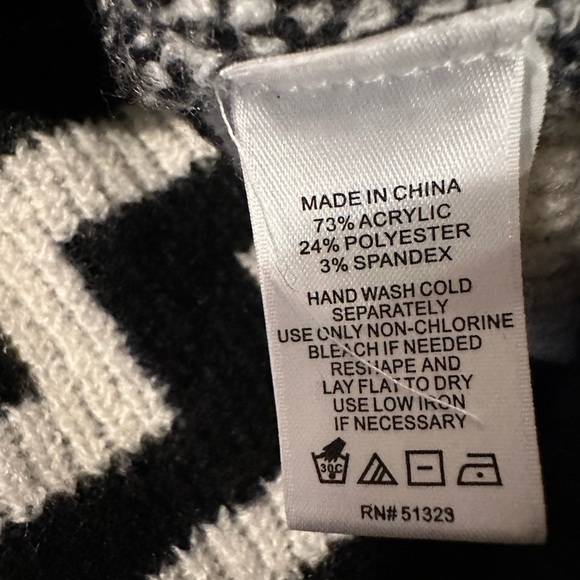 MADE IN CHINA
73% ACRYLIC
24% POLYESTER
3% SPANDEX
HAND WASH COLD
SEPARATELY
USE ONLY NON-CHLORINE
BLEACH IF NEEDED
RESHAPE AND
LAY FLAT TO DRY
USE LOW IRON
IF NECESSARY
30C
RN# 51323